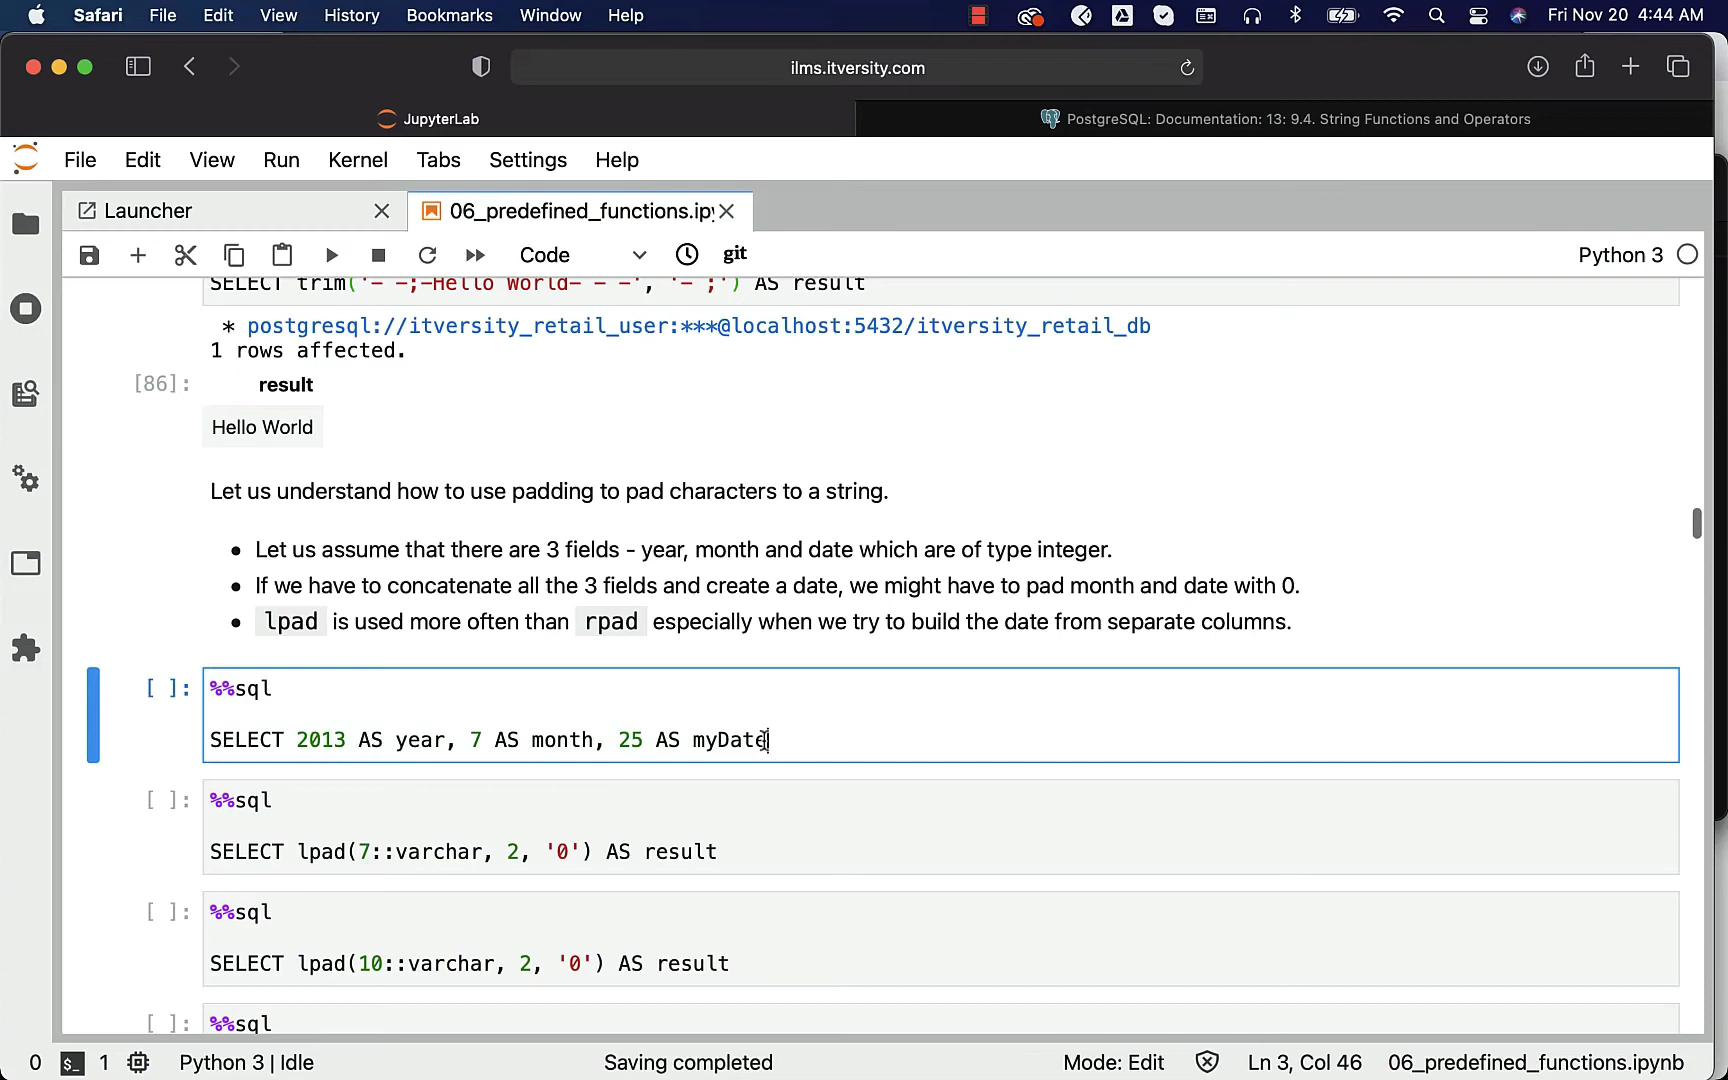 Safari File Edit View History Bookmarks Window Help Fri Nov 20 4:44 AM
ilms.itversity.com
JupyterLab PostgreSQL: Documentation: 13: 9.4. String Functions and Operators
File Edit View Run Kernel Tabs Settings Help
Launcher 06_predefined_functions.ipy
Code git Python 3
SELECT trim('- -;-Hello World- - -', '- ;') AS result
* postgresql://itversity_retail_user:***@localhost:5432/itversity_retail_db
1 rows affected.
[86]: result
Hello World
Let us understand how to use padding to pad characters to a string.
• Let us assume that there are 3 fields - year, month and date which are of type integer.
• If we have to concatenate all the 3 fields and create a date, we might have to pad month and date with 0.
• lpad is used more often than rpad especially when we try to build the date from separate columns.
[ ]: %%sql
SELECT 2013 AS year, 7 AS month, 25 AS myDate
[ ]: %%sql
SELECT lpad(7::varchar, 2, '0') AS result
[ ]: %%sql
SELECT lpad(10::varchar, 2, '0') AS result
[ ]: %%sql
0 $_ 1 Python 3 | Idle Saving completed Mode: Edit Ln 3, Col 46 06_predefined_functions.ipynb